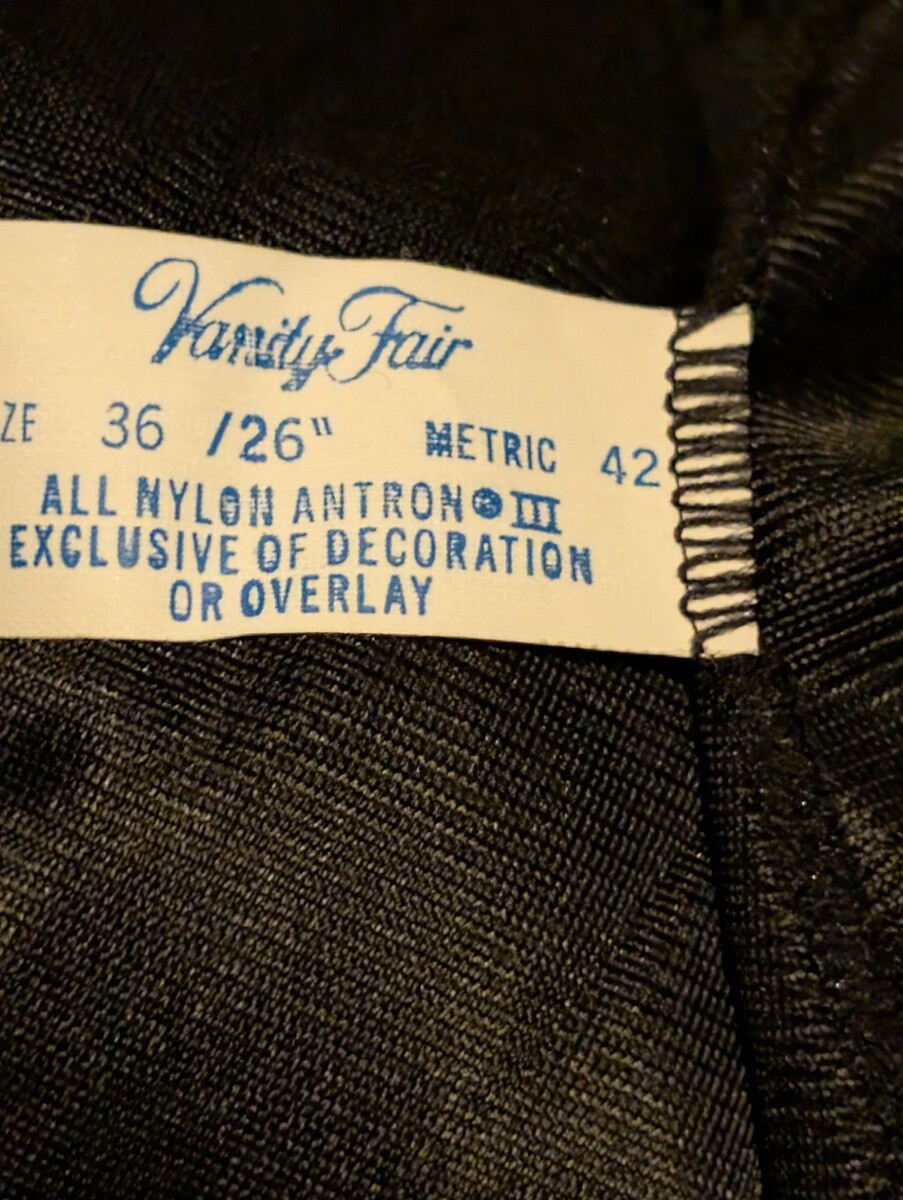 Vanity Fair
ZE 36 /26" METRIC 42
ALL NYLON ANTRON® III
EXCLUSIVE OF DECORATION
OR OVERLAY